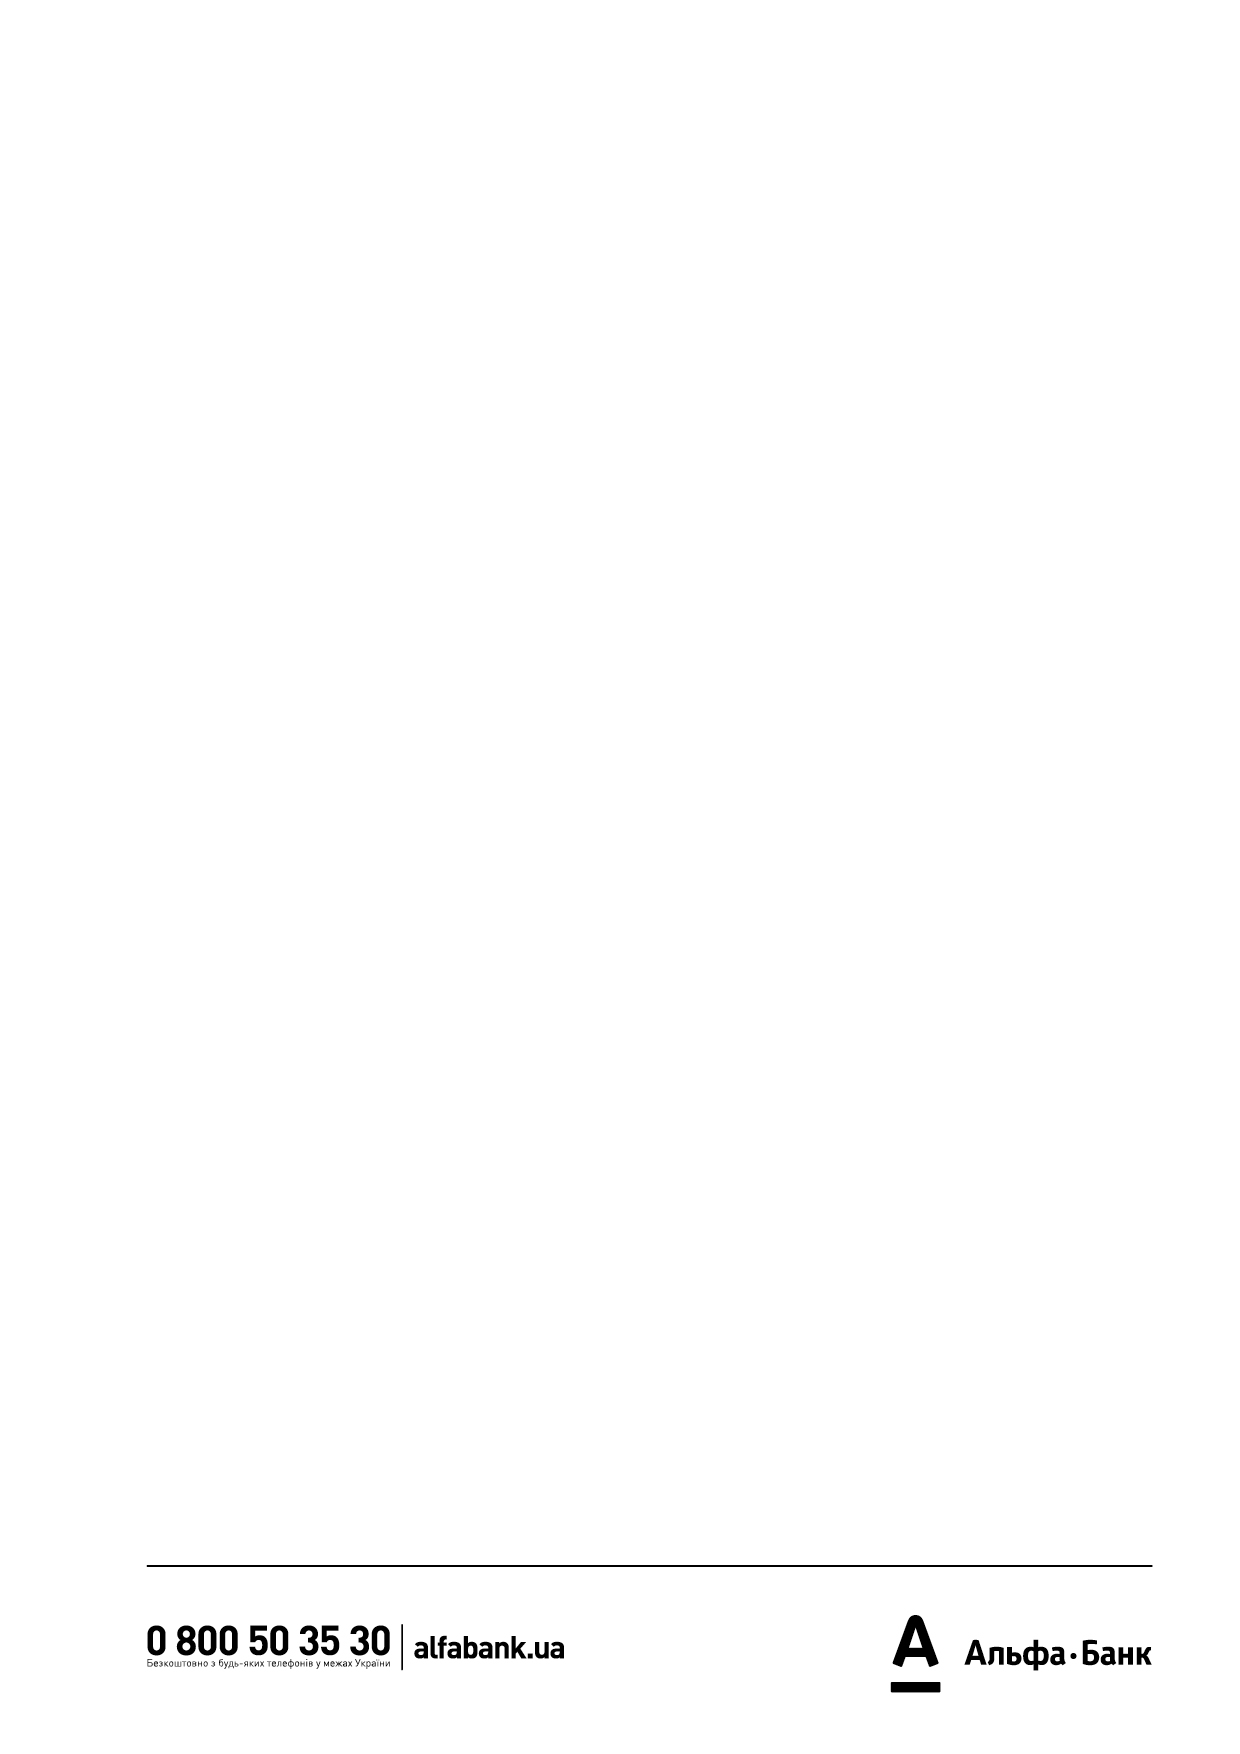 0 800 50 35 30
Безкоштовно з будь-яких телефонів у межах України
alfabank.ua
А
Альфа·Банк